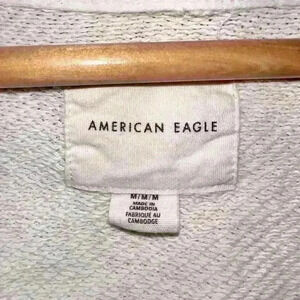 AMERICAN EAGLE
M/M/M
MADE IN
CAMBODIA
FABRIQUÉ AU
CAMBODGE